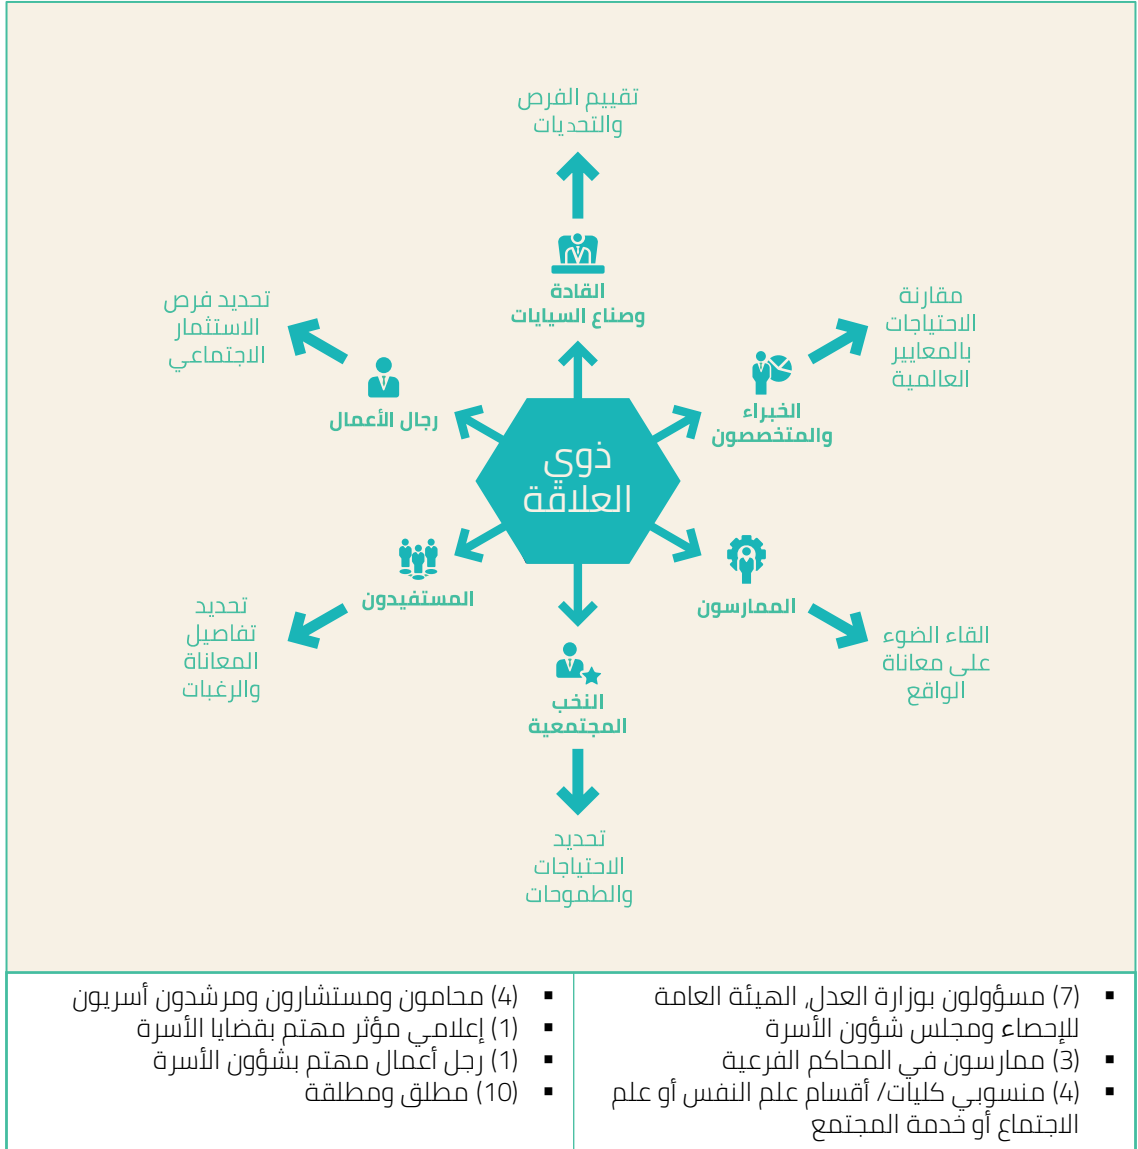 تقييم الفرص
والتحديات
القادة
وصناع السيايات
مقارنة
الاحتياجات
بالمعايير
العالمية
الخبراء
والمتخصصون
تحديد فرص
الاستثمار
الاجتماعي
رجال الأعمال
ذوي
العلاقة
الممارسون
القاء الضوء
على معاناة
الواقع
المستفيدون
تحديد
تفاصيل
المعاناة
والرغبات
النخب
المجتمعية
تحديد
الاحتياجات
والطموحات
▪ (7) مسؤولون بوزارة العدل, الهيئة العامة
للإحصاء ومجلس شؤون الأسرة
▪ (3) ممارسون في المحاكم الفرعية
▪ (4) منسوبي كليات/ أقسام علم النفس أو علم
الاجتماع أو خدمة المجتمع
▪ (4) محامون ومستشارون ومرشدون أسريون
▪ (1) إعلامي مؤثر مهتم بقضايا الأسرة
▪ (1) رجل أعمال مهتم بشؤون الأسرة
▪ (10) مطلق ومطلقة